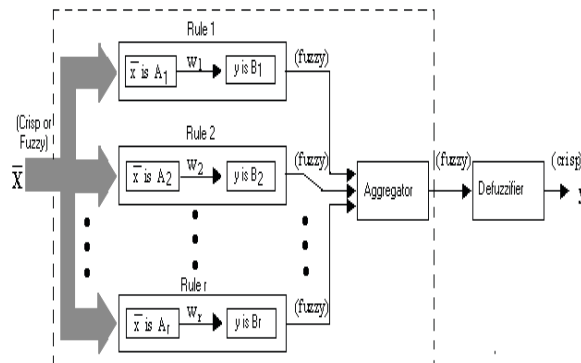 Rule 1
x is A1
w1
y is B1
(fuzzy)
(Crisp or
Fuzzy)
X
Rule 2
x is A2
w2
y is B2
(fuzzy)
Aggregator
(fuzzy)
Defuzzifier
(crisp)
y
Rule r
x is Ar
wr
y is Br
(fuzzy)